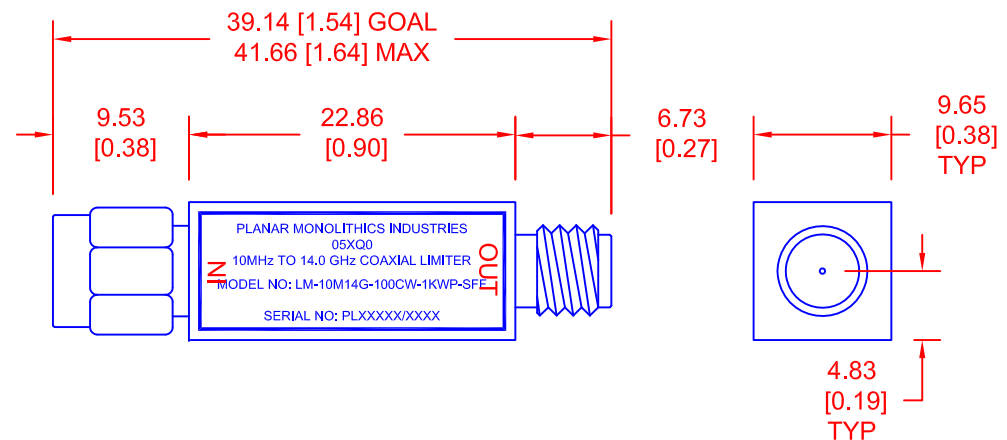 39.14 [1.54] GOAL
41.66 [1.64] MAX
9.53
[0.38]
22.86
[0.90]
6.73
[0.27]
9.65
[0.38]
TYP
PLANAR MONOLITHICS INDUSTRIES
05XQ0
10MHz TO 14.0 GHz COAXIAL LIMITER
MODEL NO: LM-10M14G-100CW-1KWP-SFF
SERIAL NO: PLXXXXX/XXXX
IN
OUT
4.83
[0.19]
TYP